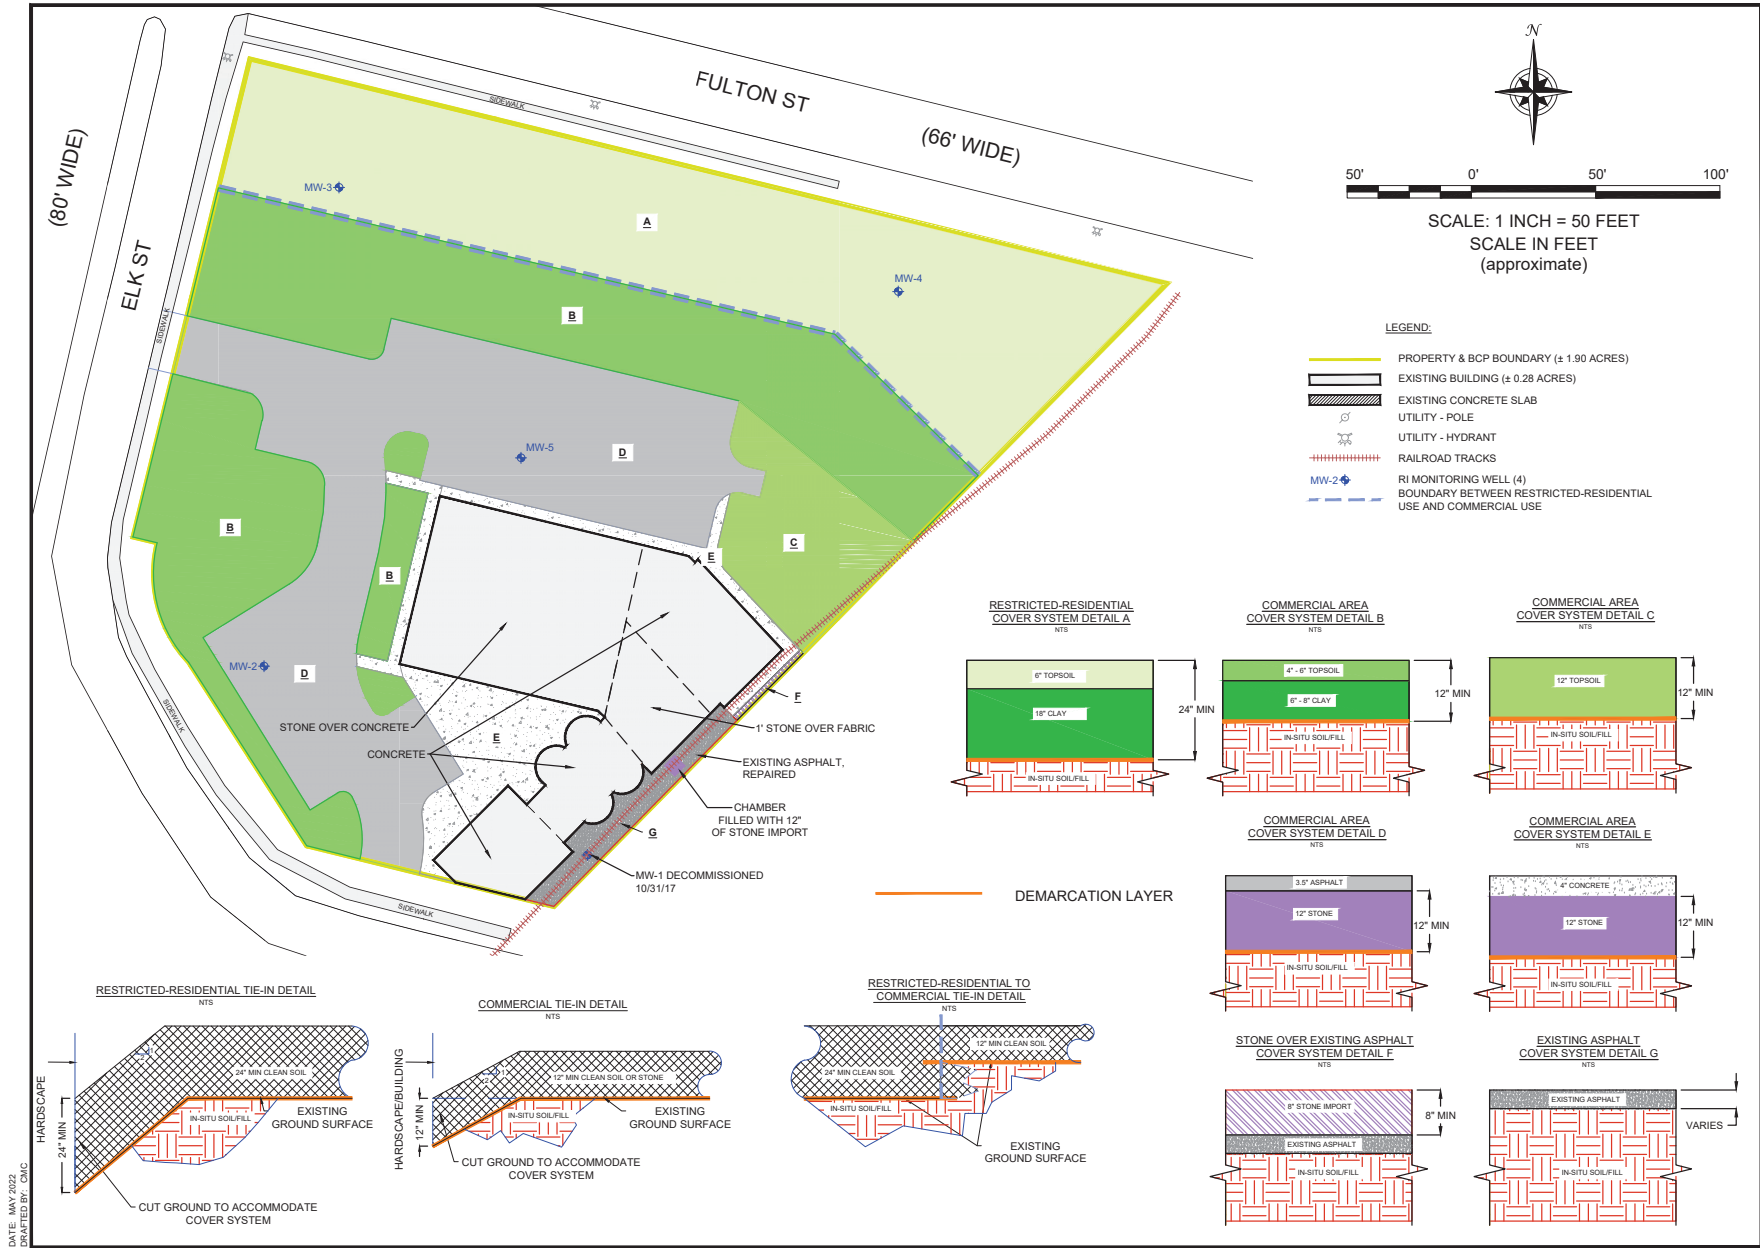 FULTON ST
(66' WIDE)
(80' WIDE)
ELK ST
SIDEWALK
SIDEWALK
SIDEWALK
SIDEWALK
MW-3
A
MW-4
B
MW-5
D
B
B
C
E
MW-2
D
F
E
STONE OVER CONCRETE
CONCRETE
1' STONE OVER FABRIC
EXISTING ASPHALT,
REPAIRED
CHAMBER
FILLED WITH 12"
OF STONE IMPORT
G
MW-1 DECOMMISSIONED
10/31/17
N
50'
0'
50'
100'
SCALE: 1 INCH = 50 FEET
SCALE IN FEET
(approximate)
LEGEND:
PROPERTY & BCP BOUNDARY (± 1.90 ACRES)
EXISTING BUILDING (± 0.28 ACRES)
EXISTING CONCRETE SLAB
UTILITY - POLE
UTILITY - HYDRANT
RAILROAD TRACKS
MW-2
RI MONITORING WELL (4)
BOUNDARY BETWEEN RESTRICTED-RESIDENTIAL
USE AND COMMERCIAL USE
RESTRICTED-RESIDENTIAL
COVER SYSTEM DETAIL A
NTS
6" TOPSOIL
18" CLAY
24" MIN
IN-SITU SOIL/FILL
COMMERCIAL AREA
COVER SYSTEM DETAIL B
NTS
4" - 6" TOPSOIL
6" - 8" CLAY
12" MIN
IN-SITU SOIL/FILL
COMMERCIAL AREA
COVER SYSTEM DETAIL C
NTS
12" TOPSOIL
12" MIN
IN-SITU SOIL/FILL
COMMERCIAL AREA
COVER SYSTEM DETAIL D
NTS
3.5" ASPHALT
12" STONE
12" MIN
IN-SITU SOIL/FILL
COMMERCIAL AREA
COVER SYSTEM DETAIL E
NTS
4" CONCRETE
12" STONE
12" MIN
IN-SITU SOIL/FILL
DEMARCATION LAYER
STONE OVER EXISTING ASPHALT
COVER SYSTEM DETAIL F
NTS
8" STONE IMPORT
8" MIN
EXISTING ASPHALT
IN-SITU SOIL/FILL
EXISTING ASPHALT
COVER SYSTEM DETAIL G
NTS
EXISTING ASPHALT
VARIES
IN-SITU SOIL/FILL
RESTRICTED-RESIDENTIAL TIE-IN DETAIL
NTS
HARDSCAPE
24" MIN
24" MIN CLEAN SOIL
IN-SITU SOIL/FILL
EXISTING
GROUND SURFACE
CUT GROUND TO ACCOMMODATE
COVER SYSTEM
COMMERCIAL TIE-IN DETAIL
NTS
HARDSCAPE/BUILDING
12" MIN
2
1
12" MIN CLEAN SOIL OR STONE
IN-SITU SOIL/FILL
EXISTING
GROUND SURFACE
CUT GROUND TO ACCOMMODATE
COVER SYSTEM
RESTRICTED-RESIDENTIAL TO
COMMERCIAL TIE-IN DETAIL
NTS
12" MIN CLEAN SOIL
24" MIN CLEAN SOIL
IN-SITU SOIL/FILL
IN-SITU SOIL/FILL
EXISTING
GROUND SURFACE
DATE: MAY 2022
DRAFTED BY: CMC